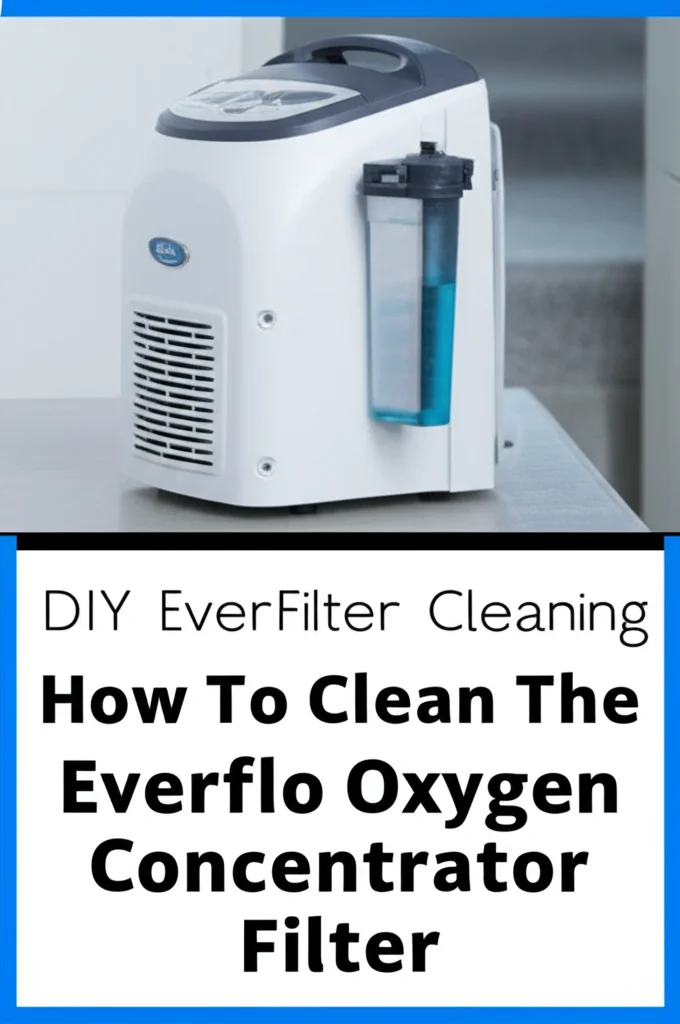 DIY EverFilter Cleaning
How To Clean The
Everflo Oxygen
Concentrator
Filter